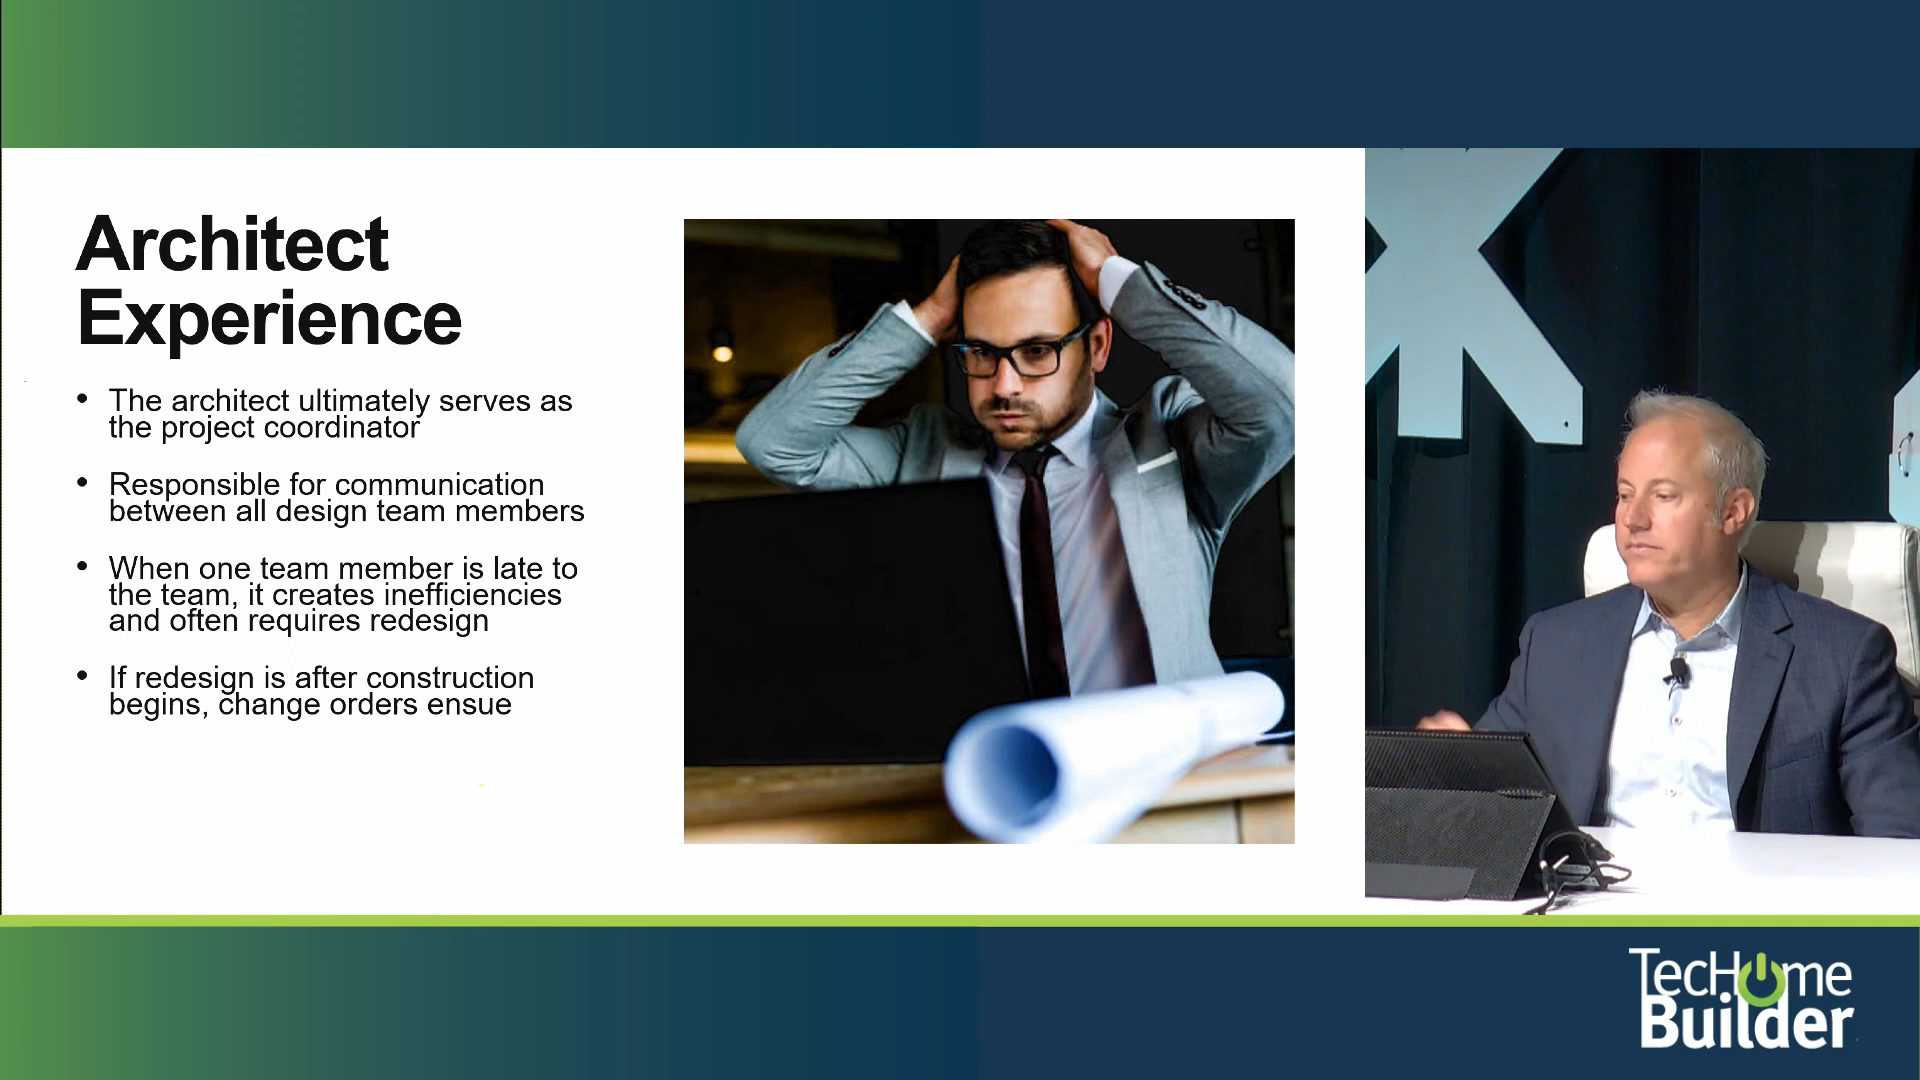 Architect
Experience
• The architect ultimately serves as
the project coordinator
• Responsible for communication
between all design team members
• When one team member is late to
the team, it creates inefficiencies
and often requires redesign
• If redesign is after construction
begins, change orders ensue
TecHome
Builder